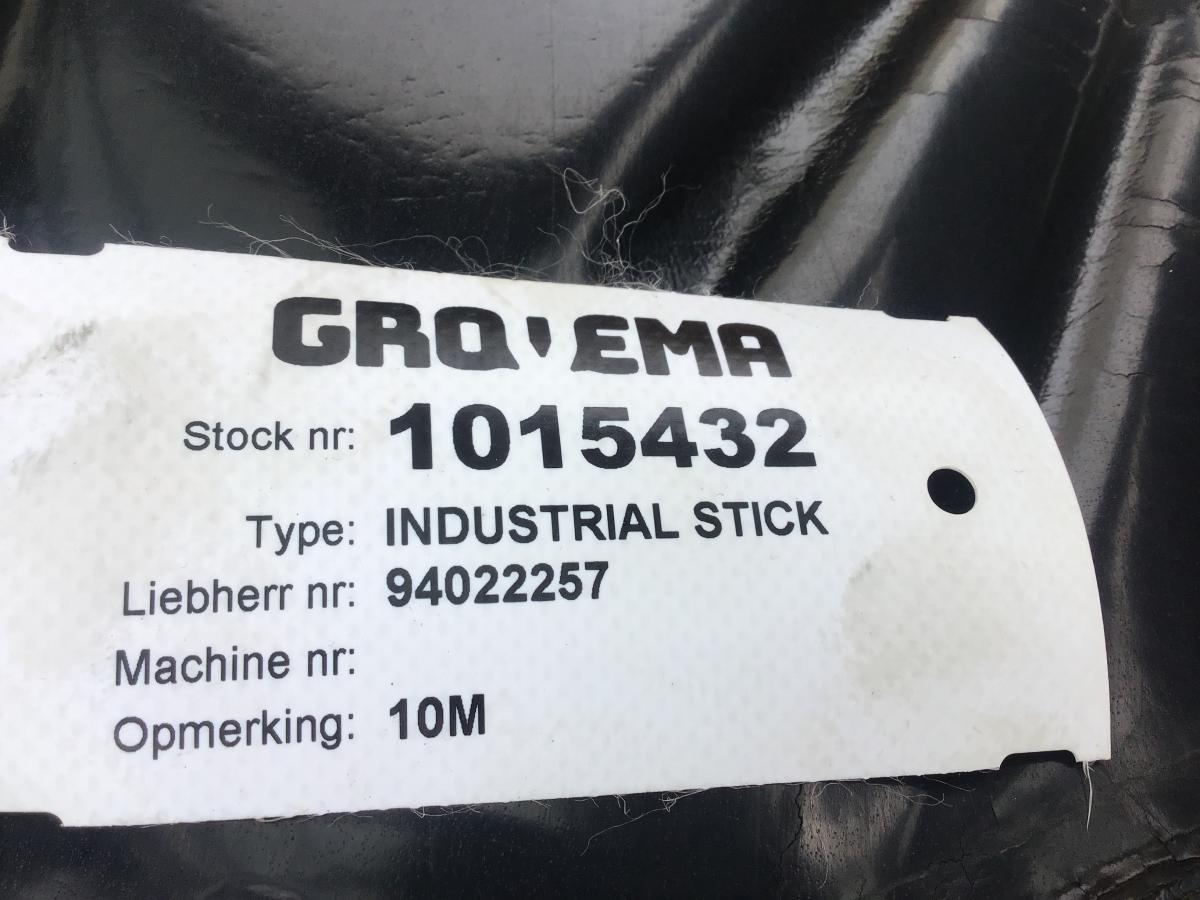 GRO'EMA
Stock nr: 1015432
Type: INDUSTRIAL STICK
Liebherr nr: 94022257
Machine nr:
Opmerking: 10M